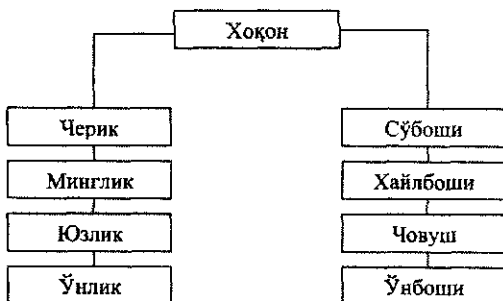 Хоқон
Черик
Сўбоши
Минглик
Хайлбоши
Юзлик
Човуш
Ўнлик
Ўнбоши